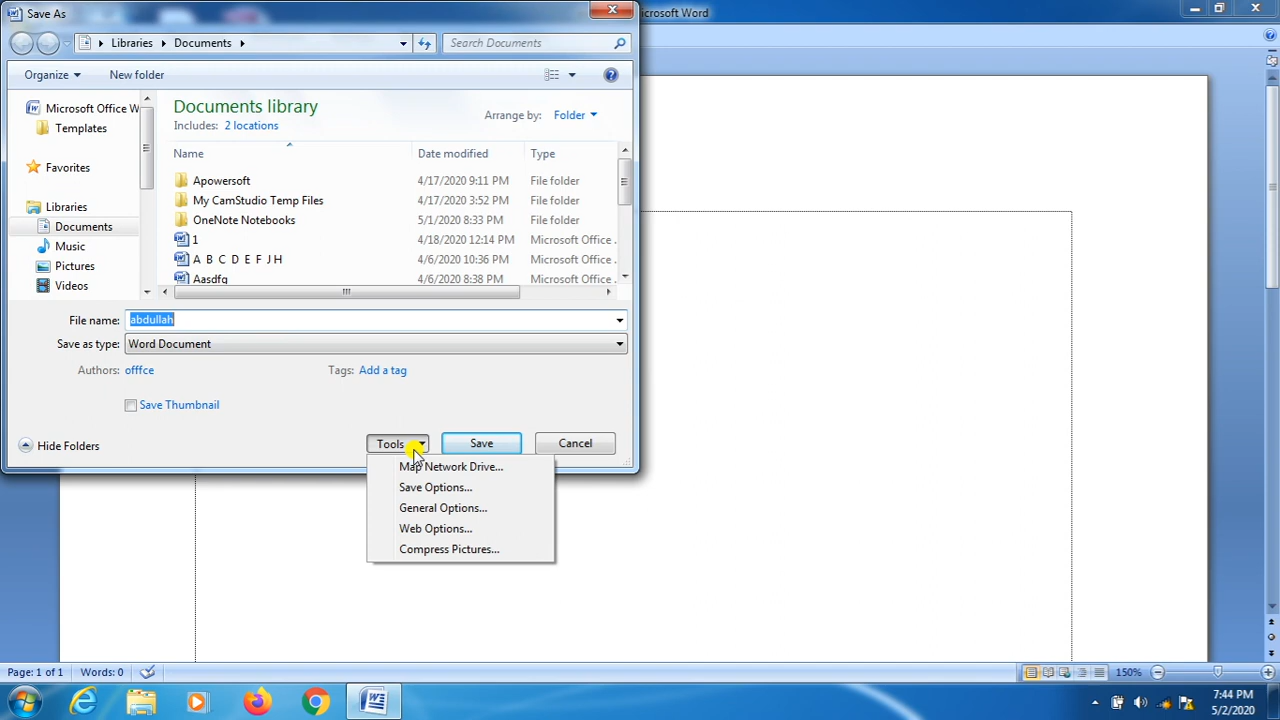 Save As
icrosoft Word
Libraries
Documents
Search Documents
Organize
New folder
Microsoft Office W
Templates
Favorites
Libraries
Documents
Music
Pictures
Videos
Documents library
Includes: 2 locations
Arrange by: Folder
Name Date modified Type
Apowersoft 4/17/2020 9:11 PM File folder
My CamStudio Temp Files 4/17/2020 3:52 PM File folder
OneNote Notebooks 5/1/2020 8:33 PM File folder
1 4/18/2020 12:14 PM Microsoft Office .
A B C D E F J H 4/6/2020 10:36 PM Microsoft Office .
Aasdfg 4/6/2020 8:38 PM Microsoft Office .
File name: abdullah
Save as type: Word Document
Authors: offfce Tags: Add a tag
Save Thumbnail
Hide Folders
Tools Save Cancel
Map Network Drive...
Save Options...
General Options...
Web Options...
Compress Pictures...
Page: 1 of 1 Words: 0 150%
7:44 PM
5/2/2020